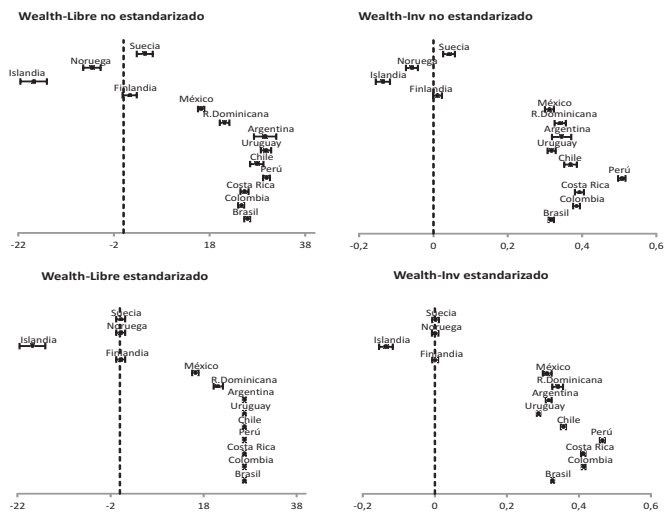 Wealth-Libre no estandarizado
Suecia
Noruega
Islandia
Finlandia
México
R.Dominicana
Argentina
Uruguay
Chile
Perú
Costa Rica
Colombia
Brasil
-22 -2 18 38
Wealth-Inv no estandarizado
Suecia
Noruega
Islandia
Finlandia
México
R.Dominicana
Argentina
Uruguay
Chile
Perú
Costa Rica
Colombia
Brasil
-0,2 0 0,2 0,4 0,6
Wealth-Libre estandarizado
Suecia
Noruega
Islandia
Finlandia
México
R.Dominicana
Argentina
Uruguay
Chile
Perú
Costa Rica
Colombia
Brasil
-22 18 38
Wealth-Inv estandarizado
Suecia
Noruega
Islandia
Finlandia
México
R.Dominicana
Argentina
Uruguay
Chile
Perú
Costa Rica
Colombia
Brasil
-0,2 0 0,2 0,4 0,6